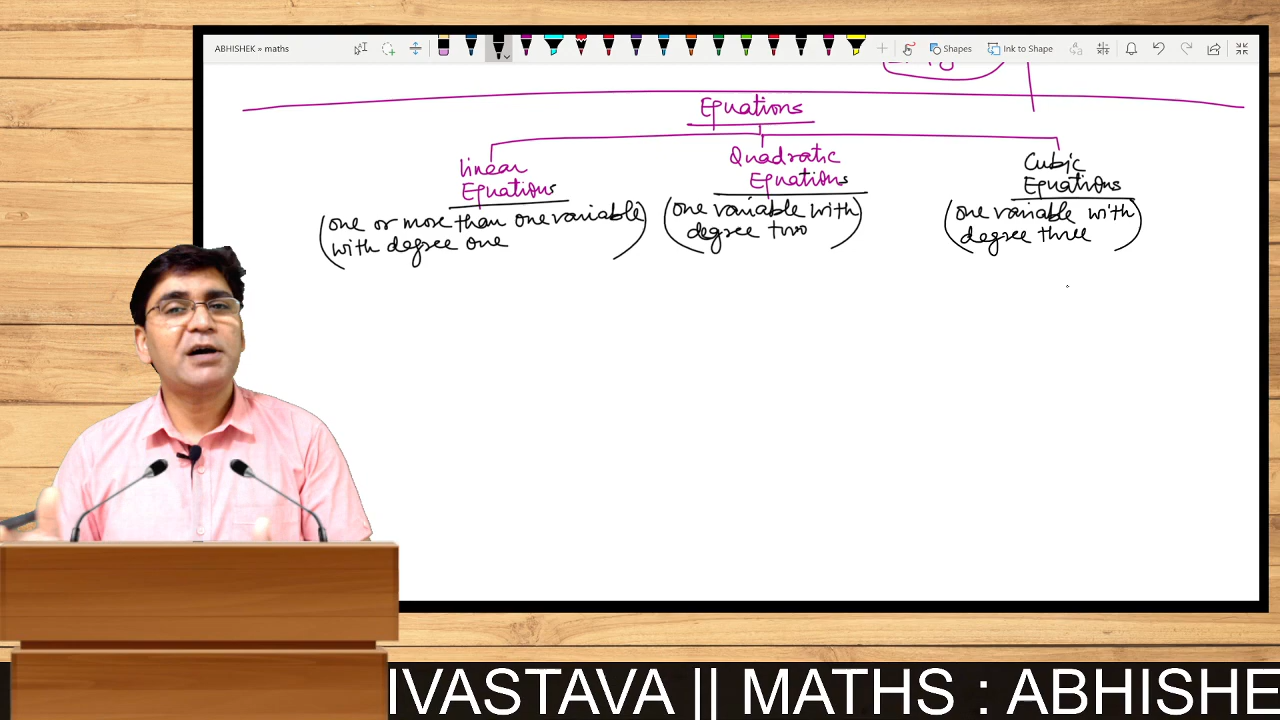 ABHISHEK » maths
Shapes
Ink to Shape
Equations
Linear
Equations
(one or more than one variable
with degree one)
Quadratic
Equations
(one variable with
degree two)
Cubic
Equations
(one variable with
degree three)
IVASTAVA || MATHS : ABHISHE